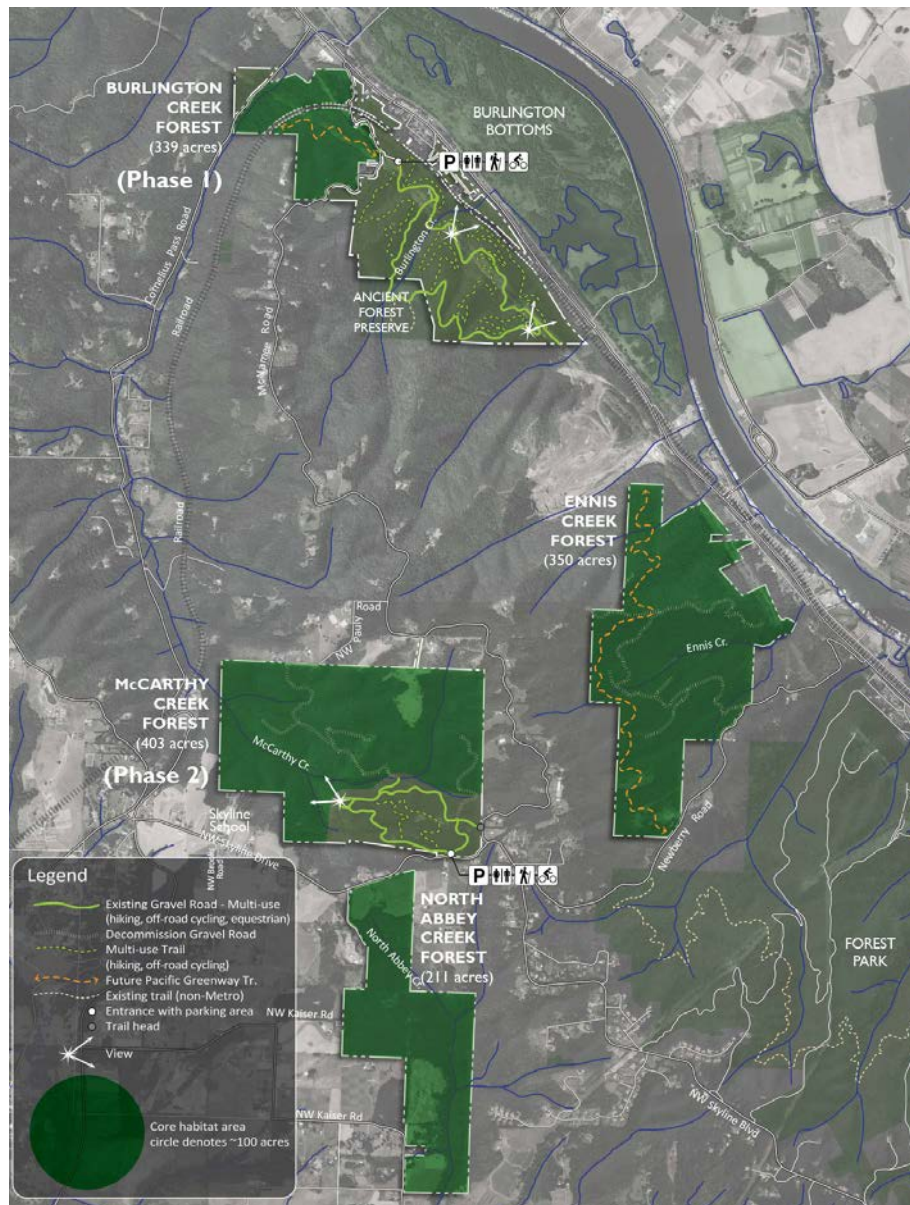 BURLINGTON
CREEK
FOREST
(339 acres)
(Phase 1)
BURLINGTON
BOTTOMS
P
Cornelius Pass Road
Railroad
McNamee Road
Burlington Cr.
ANCIENT
FOREST
PRESERVE
Railroad
ENNIS
CREEK
FOREST
(350 acres)
Ennis Cr.
NW Pauly
Road
McCARTHY
CREEK
FOREST
(403 acres)
(Phase 2)
McCarthy Cr.
Skyline
School
NW Skyline Drive
Road
Newberry Road
P
NORTH
ABBEY
CREEK
FOREST
(211 acres)
North Abbey Cr.
FOREST
PARK
NW Kaiser Rd
NW Kaiser Rd
NW Skyline Blvd
Legend
Existing Gravel Road - Multi-use
(hiking, off-road cycling, equestrian)
Decommission Gravel Road
Multi-use Trail
(hiking, off-road cycling)
Future Pacific Greenway Tr.
Existing trail (non-Metro)
Entrance with parking area
Trail head
View
Core habitat area
circle denotes ~100 acres